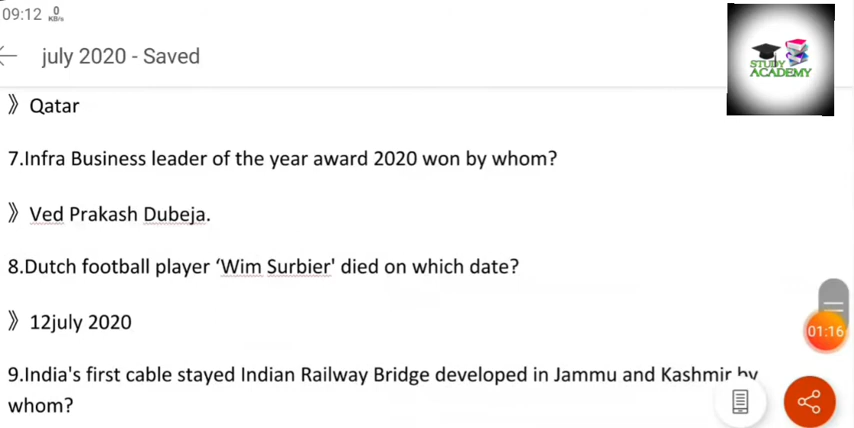 09:12 0 KB/s
july 2020 - Saved
STUDY
ACADEMY
》 Qatar
7.Infra Business leader of the year award 2020 won by whom?
》 Ved Prakash Dubeja.
8.Dutch football player ‘Wim Surbier' died on which date?
》 12july 2020
01:16
9.India's first cable stayed Indian Railway Bridge developed in Jammu and Kashmir by
whom?